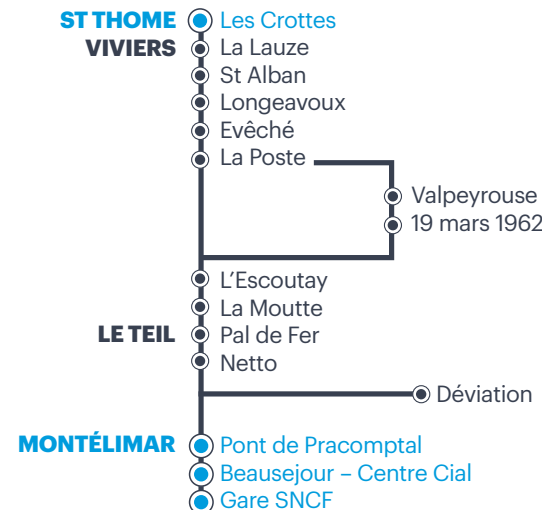 ST THOME Les Crottes
VIVIERS La Lauze
St Alban
Longeavoux
Evêché
La Poste
Valpeyrouse
19 mars 1962
L'Escoutay
La Moutte
LE TEIL Pal de Fer
Netto
Déviation
MONTÉLIMAR Pont de Pracomptal
Beausejour – Centre Cial
Gare SNCF